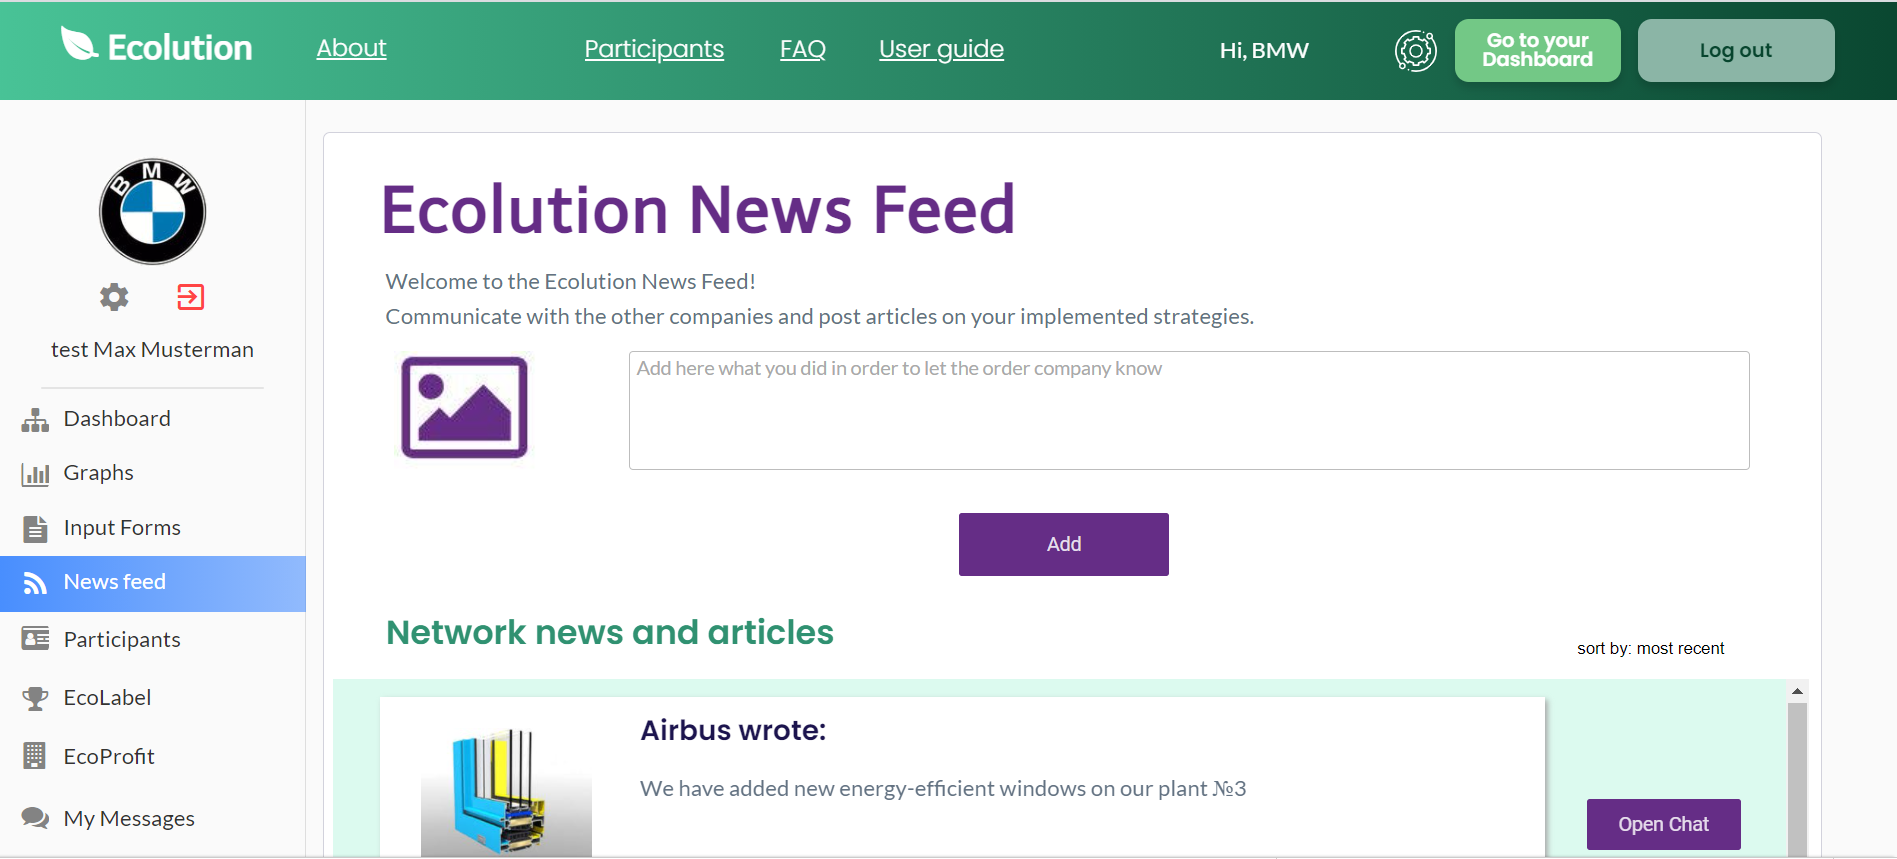 Ecolution
About
Participants
FAQ
User guide
Hi, BMW
Go to your
Dashboard
Log out
BMW
test Max Musterman
Dashboard
Graphs
Input Forms
News feed
Participants
EcoLabel
EcoProfit
My Messages
Ecolution News Feed
Welcome to the Ecolution News Feed!
Communicate with the other companies and post articles on your implemented strategies.
Add here what you did in order to let the order company know
Add
Network news and articles
sort by: most recent
Airbus wrote:
We have added new energy-efficient windows on our plant №3
Open Chat